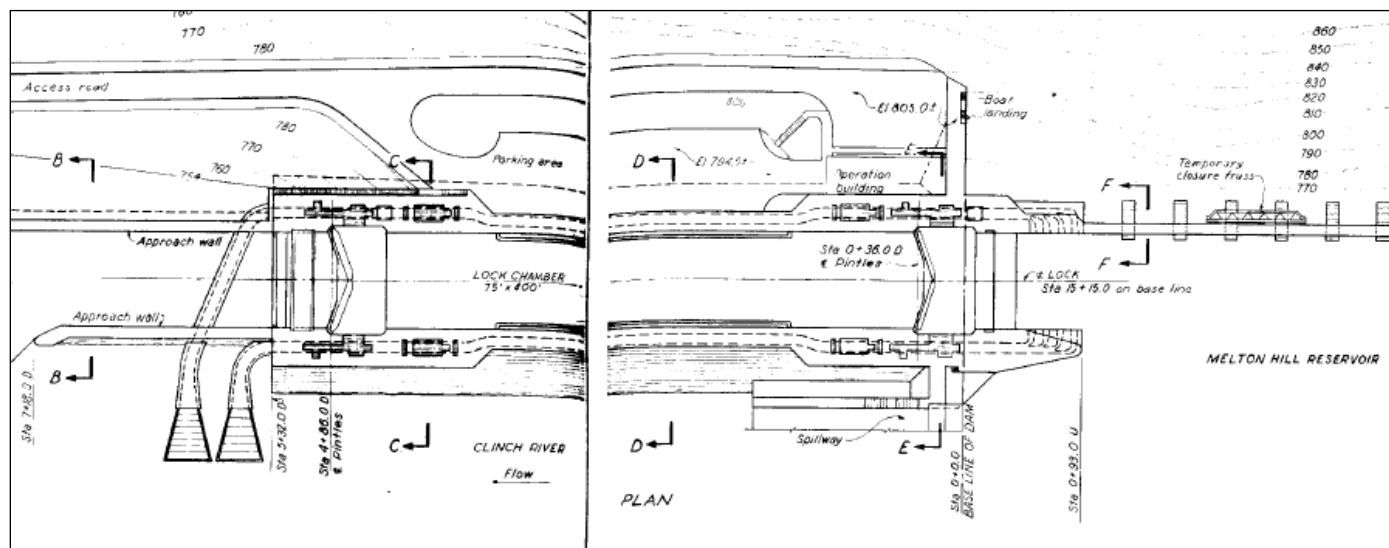 770
780
Access road
780
770
760
754
B
C
Parking area
Approach wall
LOCK CHAMBER
75' x 400'
Approach wall
B
Sta 5+32.0 D
Sta 4+86.0 D
₵ Pintles
C
CLINCH RIVER
Flow
El 805.0±
Boat
landing
D
El 794.5±
E
Operation
building
Sta 0+36.0 D
₵ Pintles
₵ LOCK
Sta 15+15.0 on base line
D
Spillway
E
Sta 0+0.0
BASE LINE OF DAM
Sta 0+93.0 U
PLAN
860
850
840
830
820
810
800
790
780
770
Temporary
closure truss
F
F
MELTON HILL RESERVOIR